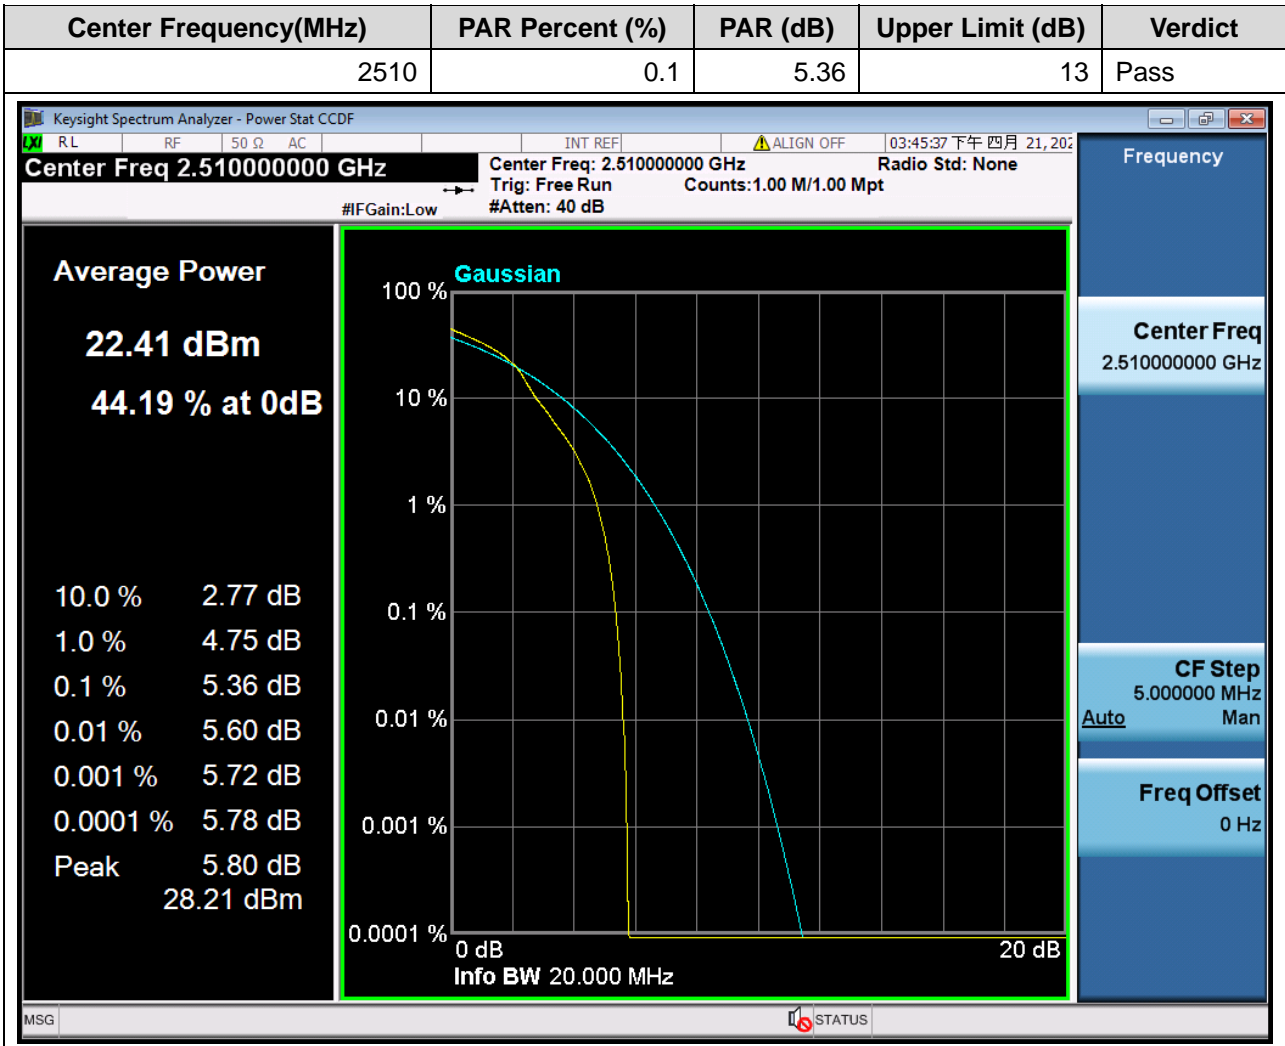 Center Frequency(MHz) PAR Percent (%) PAR (dB) Upper Limit (dB) Verdict
2510 0.1 5.36 13 Pass
Keysight Spectrum Analyzer - Power Stat CCDF
LXI RL RF 50 Ω AC INT REF ALIGN OFF 03:45:37 下午 四月 21, 202
Center Freq 2.510000000 GHz
Center Freq: 2.510000000 GHz Radio Std: None
Trig: Free Run Counts:1.00 M/1.00 Mpt
#IFGain:Low #Atten: 40 dB
Average Power
22.41 dBm
44.19 % at 0dB
10.0 % 2.77 dB
1.0 % 4.75 dB
0.1 % 5.36 dB
0.01 % 5.60 dB
0.001 % 5.72 dB
0.0001 % 5.78 dB
Peak 5.80 dB
28.21 dBm
Gaussian
100 %
10 %
1 %
0.1 %
0.01 %
0.001 %
0.0001 %
0 dB 20 dB
Info BW 20.000 MHz
Frequency
Center Freq
2.510000000 GHz
CF Step
5.000000 MHz
Auto Man
Freq Offset
0 Hz
MSG STATUS